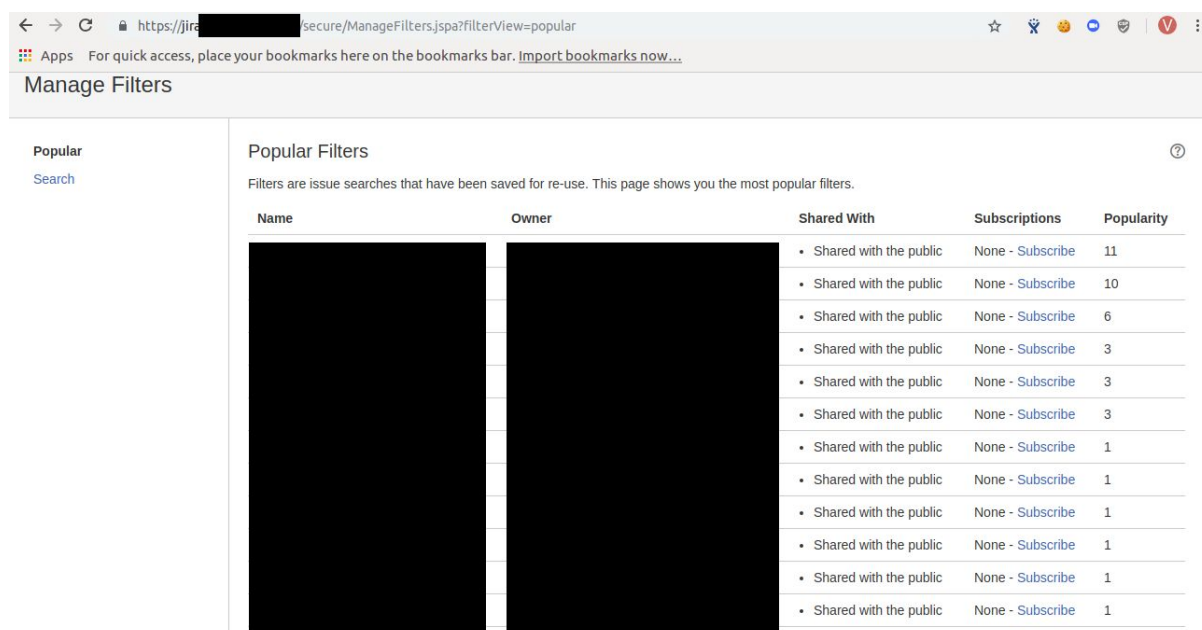 https://jira /secure/ManageFilters.jspa?filterView=popular V
Apps For quick access, place your bookmarks here on the bookmarks bar. Import bookmarks now...
Manage Filters
Popular
Search
Popular Filters
Filters are issue searches that have been saved for re-use. This page shows you the most popular filters.
Name Owner Shared With Subscriptions Popularity
• Shared with the public None - Subscribe 11
• Shared with the public None - Subscribe 10
• Shared with the public None - Subscribe 6
• Shared with the public None - Subscribe 3
• Shared with the public None - Subscribe 3
• Shared with the public None - Subscribe 3
• Shared with the public None - Subscribe 1
• Shared with the public None - Subscribe 1
• Shared with the public None - Subscribe 1
• Shared with the public None - Subscribe 1
• Shared with the public None - Subscribe 1
• Shared with the public None - Subscribe 1